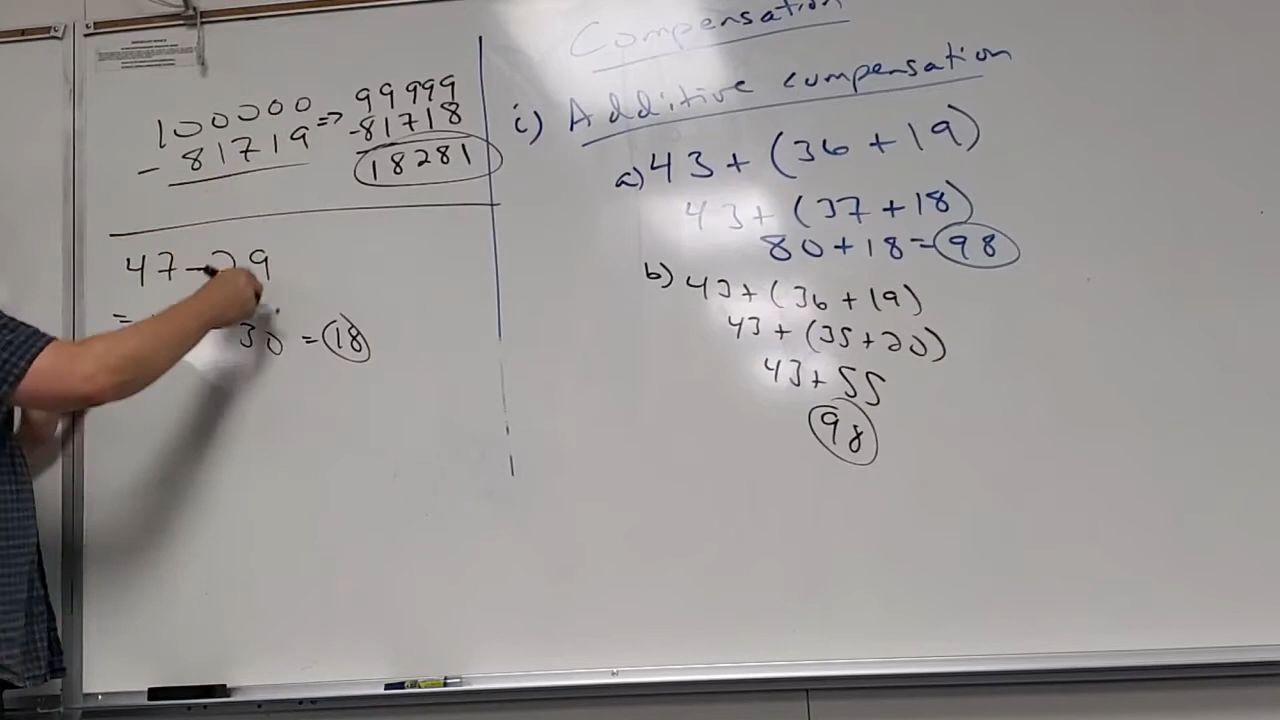 100000 => 99999
- 81719 -81718
18281
47-29
= 30 = 18
Compensation
i) Additive compensation
a) 43 + (36 + 19)
43 + (37 + 18)
80 + 18 = 98
b) 43 + (36 + 19)
43 + (35 + 20)
43 + 55
98